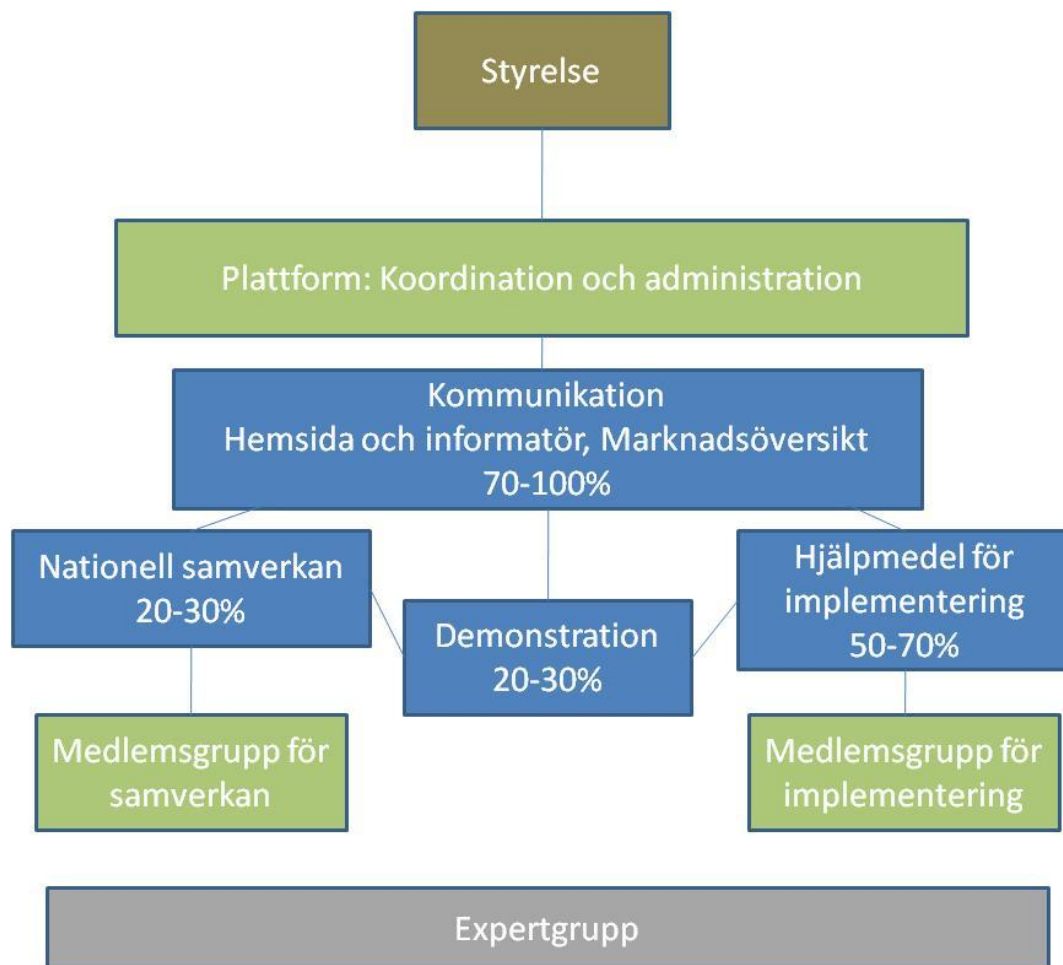 Styrelse
Plattform: Koordination och administration
Kommunikation
Hemsida och informatör, Marknadsöversikt
70-100%
Nationell samverkan
20-30%
Demonstration
20-30%
Hjälpmedel för
implementering
50-70%
Medlemsgrupp för
samverkan
Medlemsgrupp för
implementering
Expertgrupp